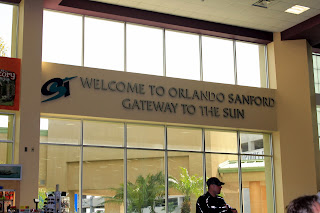 WELCOME TO ORLANDO SANFORD
GATEWAY TO THE SUN